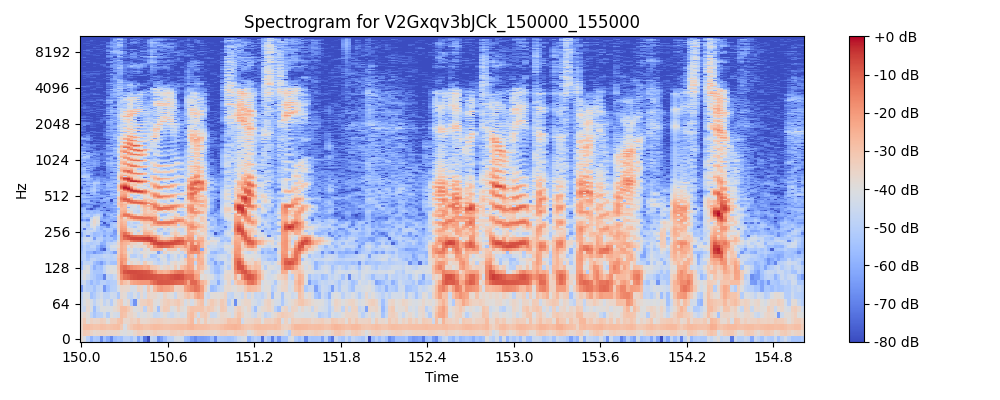 Spectrogram for V2Gxqv3bJCk_150000_155000
Hz
8192
4096
2048
1024
512
256
128
64
0
150.0 150.6 151.2 151.8 152.4 153.0 153.6 154.2 154.8
Time
+0 dB
-10 dB
-20 dB
-30 dB
-40 dB
-50 dB
-60 dB
-70 dB
-80 dB